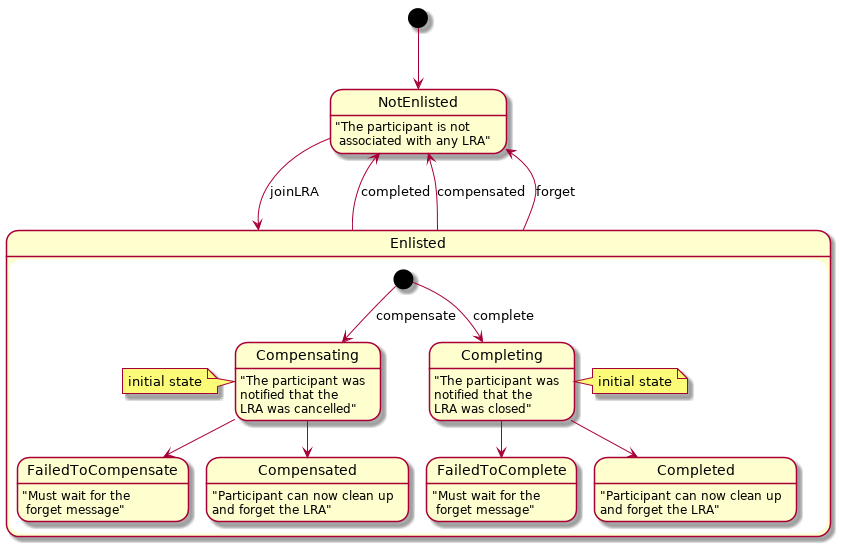 NotEnlisted
"The participant is not
associated with any LRA"
joinLRA
completed
compensated
forget
Enlisted
compensate
complete
Compensating
"The participant was
notified that the
LRA was cancelled"
initial state
Completing
"The participant was
notified that the
LRA was closed"
initial state
FailedToCompensate
"Must wait for the
forget message"
Compensated
"Participant can now clean up
and forget the LRA"
FailedToComplete
"Must wait for the
forget message"
Completed
"Participant can now clean up
and forget the LRA"